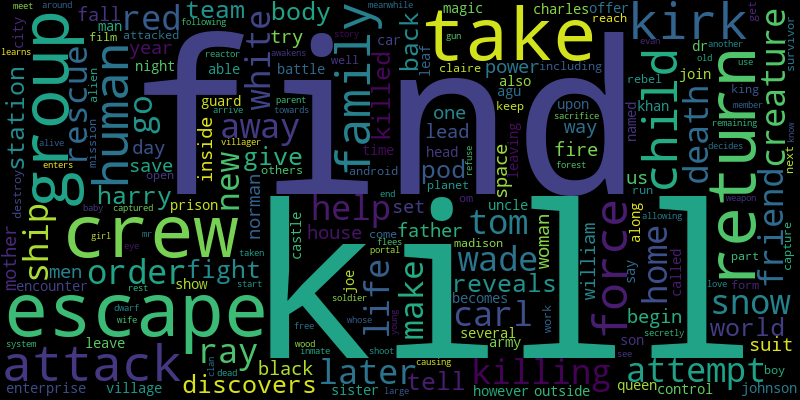 find
kill
take
kirk
group
red
team
body
family
human
rescue
station
white
killed
back
magic
charles
offer
reach
fall
man
film
attacked
city
year
night
able
try
battle
car
leaf
claire
power
including
also
agu
keep
upon
meet
around
following
reactor
awakens
story
gun
meanwhile
learns
mission
alien
go
day
save
open
guard
inside
away
new
give
others
villager
parent
towards
well
time
android
end
one
lead
head
pod
planet
refuse
space
leaving
way
fire
sacrifice
forest
arrive
dr
another
old
use
king
rebel
join
khan
named
us
run
child
death
member
decides
remaining
weapon
creature
return
survivor
evan
get
next
know
yes
destroy
alive
enters
ship
mother
men
encounter
crew
harry
baby
captured
girl
mr
eye
taken
order
fight
show
norman
prison
castle
help
house
set
come
father
flees
portal
uncle
madison
tom
om
wade
reveals
becomes
whose
woman
force
william
along
say
called
home
son
secretly
see
begin
allowing
part
love
form
friend
capture
snow
world
suit
escape
attack
ray
rest
wife
dwarf
start
system
leave
enterprise
village
discovers
black
sister
clan
dead
free
wood
inmate
joe
soldier
shoot
life
make
young
carl
several
army
work
later
tell
large
causing
killing
however
outside
attempt
queen
control
boy
johnson